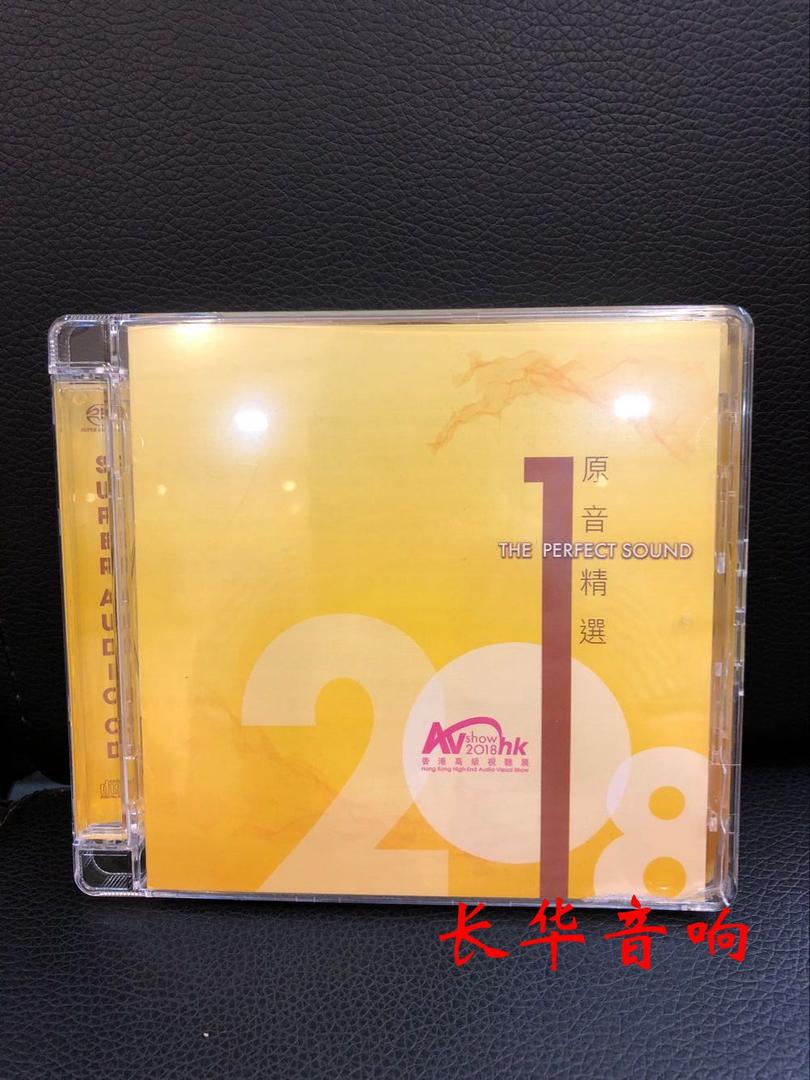 原音精選
THE PERFECT SOUND
2018
AV show 2018 hk
香港高級視聽展
Hong Kong High-End Audio Visual Show
SUPER AUDIO CD
长华音响